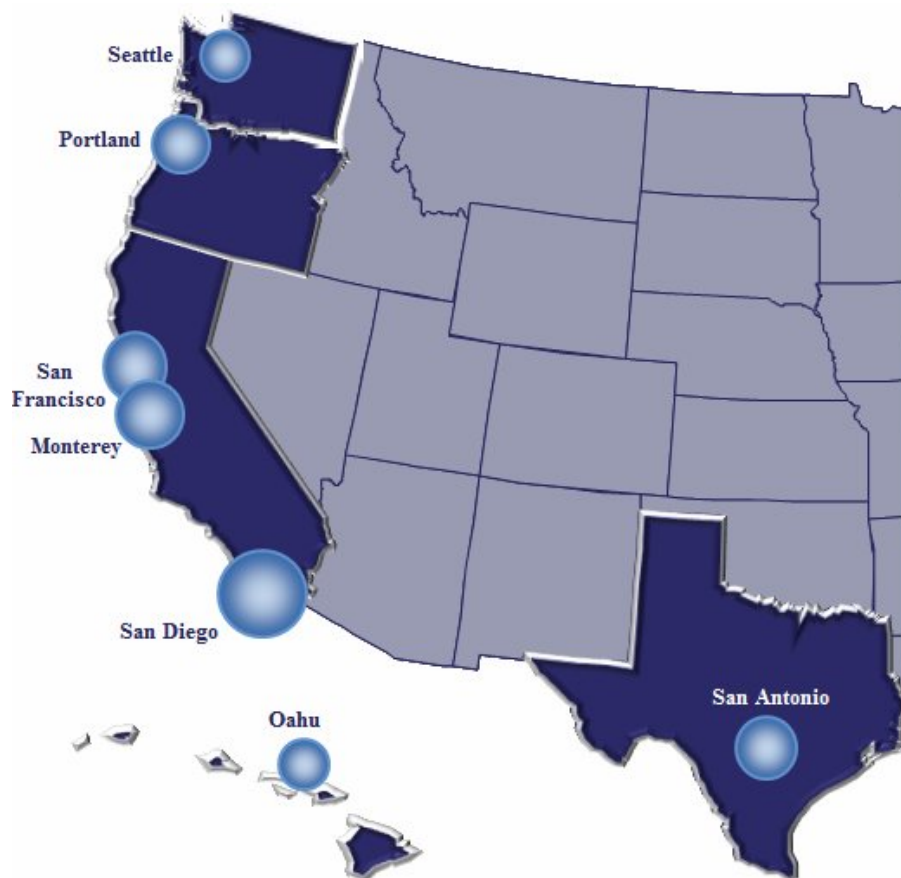 Seattle
Portland
San
Francisco
Monterey
San Diego
Oahu
San Antonio